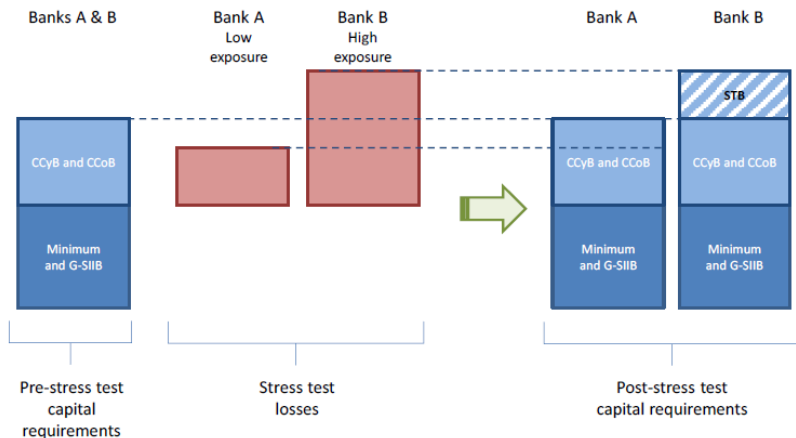 Banks A & B
Bank A
Low
exposure
Bank B
High
exposure
Bank A
Bank B
STB
CCyB and CCoB
CCyB and CCoB
CCyB and CCoB
Minimum
and G-SIIB
Minimum
and G-SIIB
Minimum
and G-SIIB
Pre-stress test
capital
requirements
Stress test
losses
Post-stress test
capital requirements